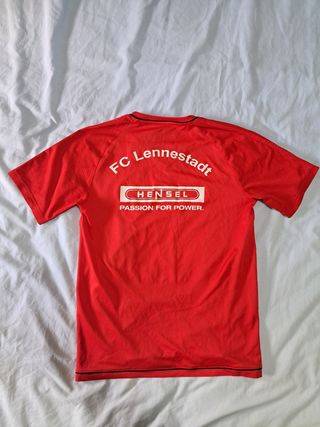 FC Lennestadt
HENSEL
PASSION FOR POWER.